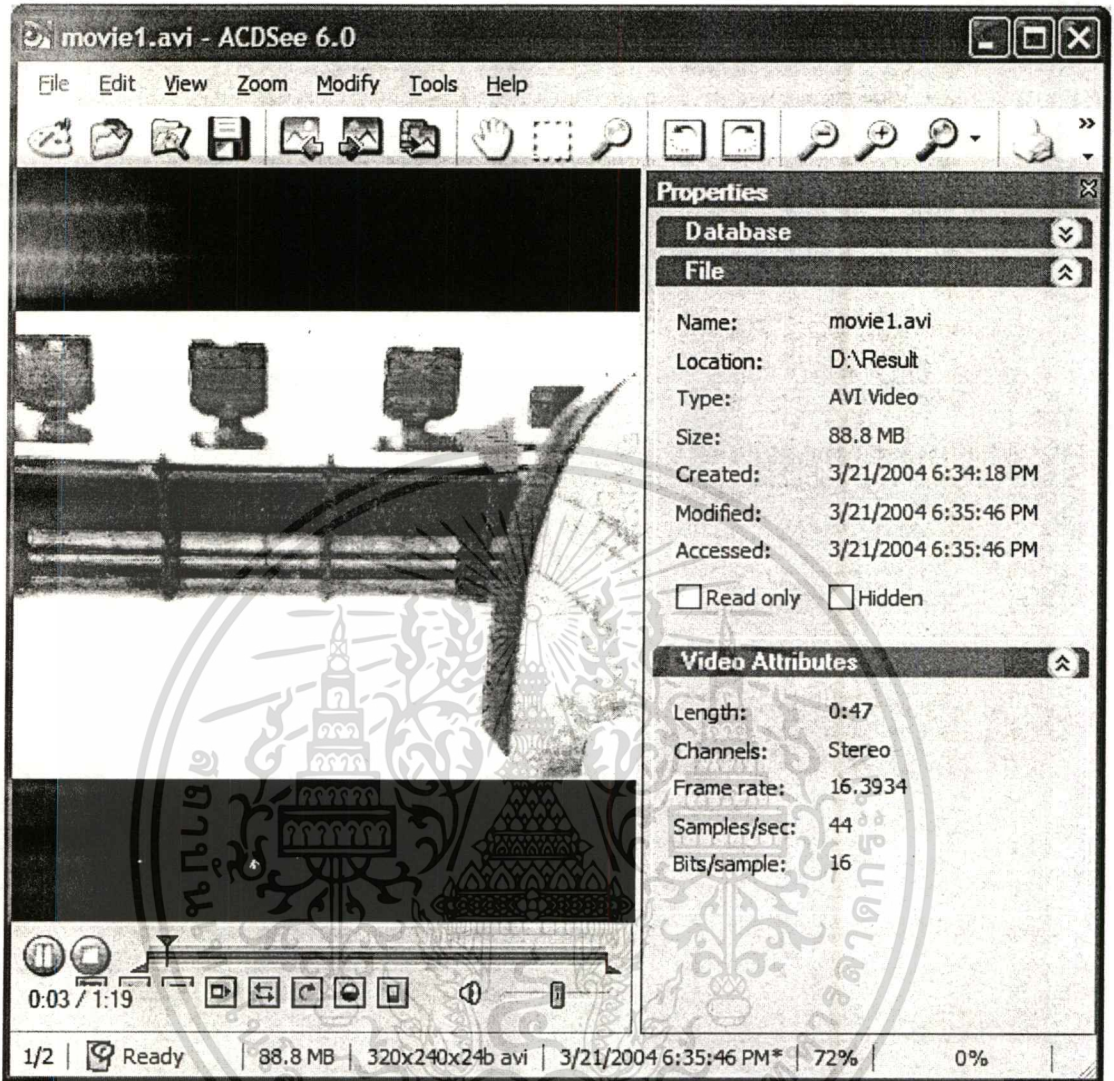 movie1.avi - ACDSee 6.0
File Edit View Zoom Modify Tools Help
Properties
Database
File
Name: movie1.avi
Location: D:\Result
Type: AVI Video
Size: 88.8 MB
Created: 3/21/2004 6:34:18 PM
Modified: 3/21/2004 6:35:46 PM
Accessed: 3/21/2004 6:35:46 PM
Read only Hidden
Video Attributes
Length: 0:47
Channels: Stereo
Frame rate: 16.3934
Samples/sec: 44
Bits/sample: 16
0:03 / 1:19
1/2 Ready 88.8 MB 320x240x24b avi 3/21/2004 6:35:46 PM* 72% 0%